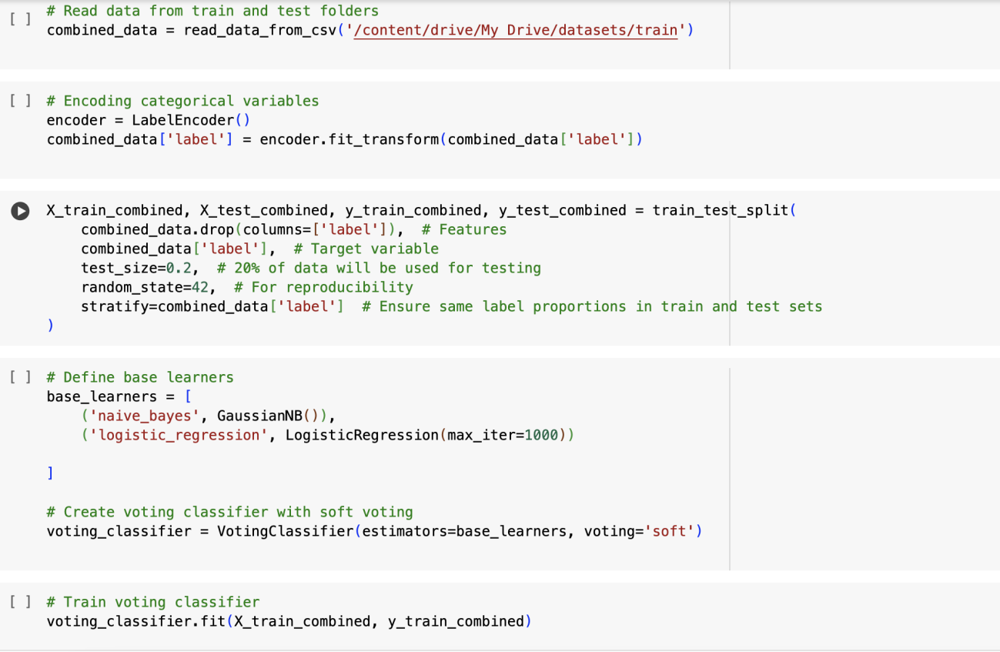 [ ] # Read data from train and test folders
combined_data = read_data_from_csv('/content/drive/My Drive/datasets/train')
[ ] # Encoding categorical variables
encoder = LabelEncoder()
combined_data['label'] = encoder.fit_transform(combined_data['label'])
X_train_combined, X_test_combined, y_train_combined, y_test_combined = train_test_split(
    combined_data.drop(columns=['label']),  # Features
    combined_data['label'],  # Target variable
    test_size=0.2,  # 20% of data will be used for testing
    random_state=42,  # For reproducibility
    stratify=combined_data['label']  # Ensure same label proportions in train and test sets
)
[ ] # Define base learners
base_learners = [
    ('naive_bayes', GaussianNB()),
    ('logistic_regression', LogisticRegression(max_iter=1000))
]
# Create voting classifier with soft voting
voting_classifier = VotingClassifier(estimators=base_learners, voting='soft')
[ ] # Train voting classifier
voting_classifier.fit(X_train_combined, y_train_combined)